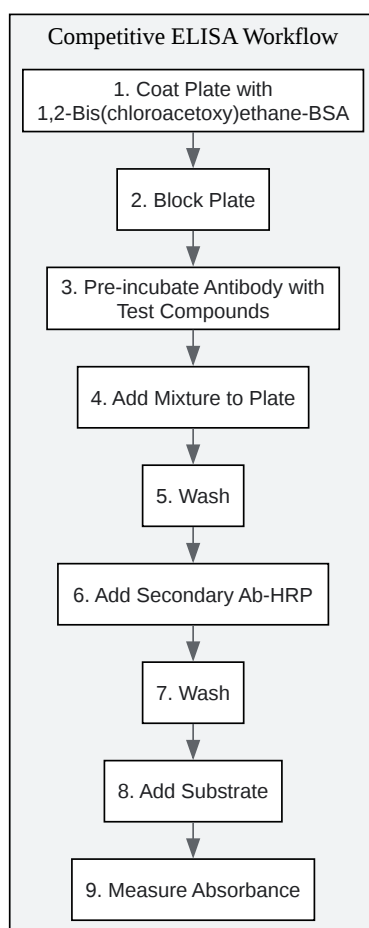 Competitive ELISA Workflow
1. Coat Plate with
1,2-Bis(chloroacetoxy)ethane-BSA
2. Block Plate
3. Pre-incubate Antibody with
Test Compounds
4. Add Mixture to Plate
5. Wash
6. Add Secondary Ab-HRP
7. Wash
8. Add Substrate
9. Measure Absorbance